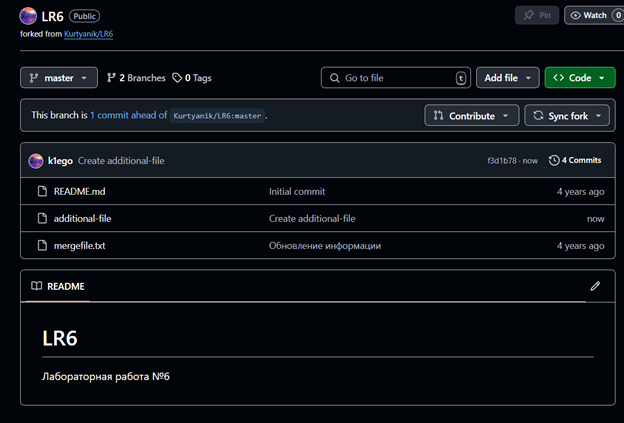 LR6 Public Pin Watch 0
forked from Kurtyanik/LR6
master 2 Branches 0 Tags Go to file t Add file Code
This branch is 1 commit ahead of Kurtyanik/LR6:master . Contribute Sync fork
k1ego Create additional-file f3d1b78 · now 4 Commits
README.md Initial commit 4 years ago
additional-file Create additional-file now
mergefile.txt Обновление информации 4 years ago
README
LR6
Лабораторная работа №6